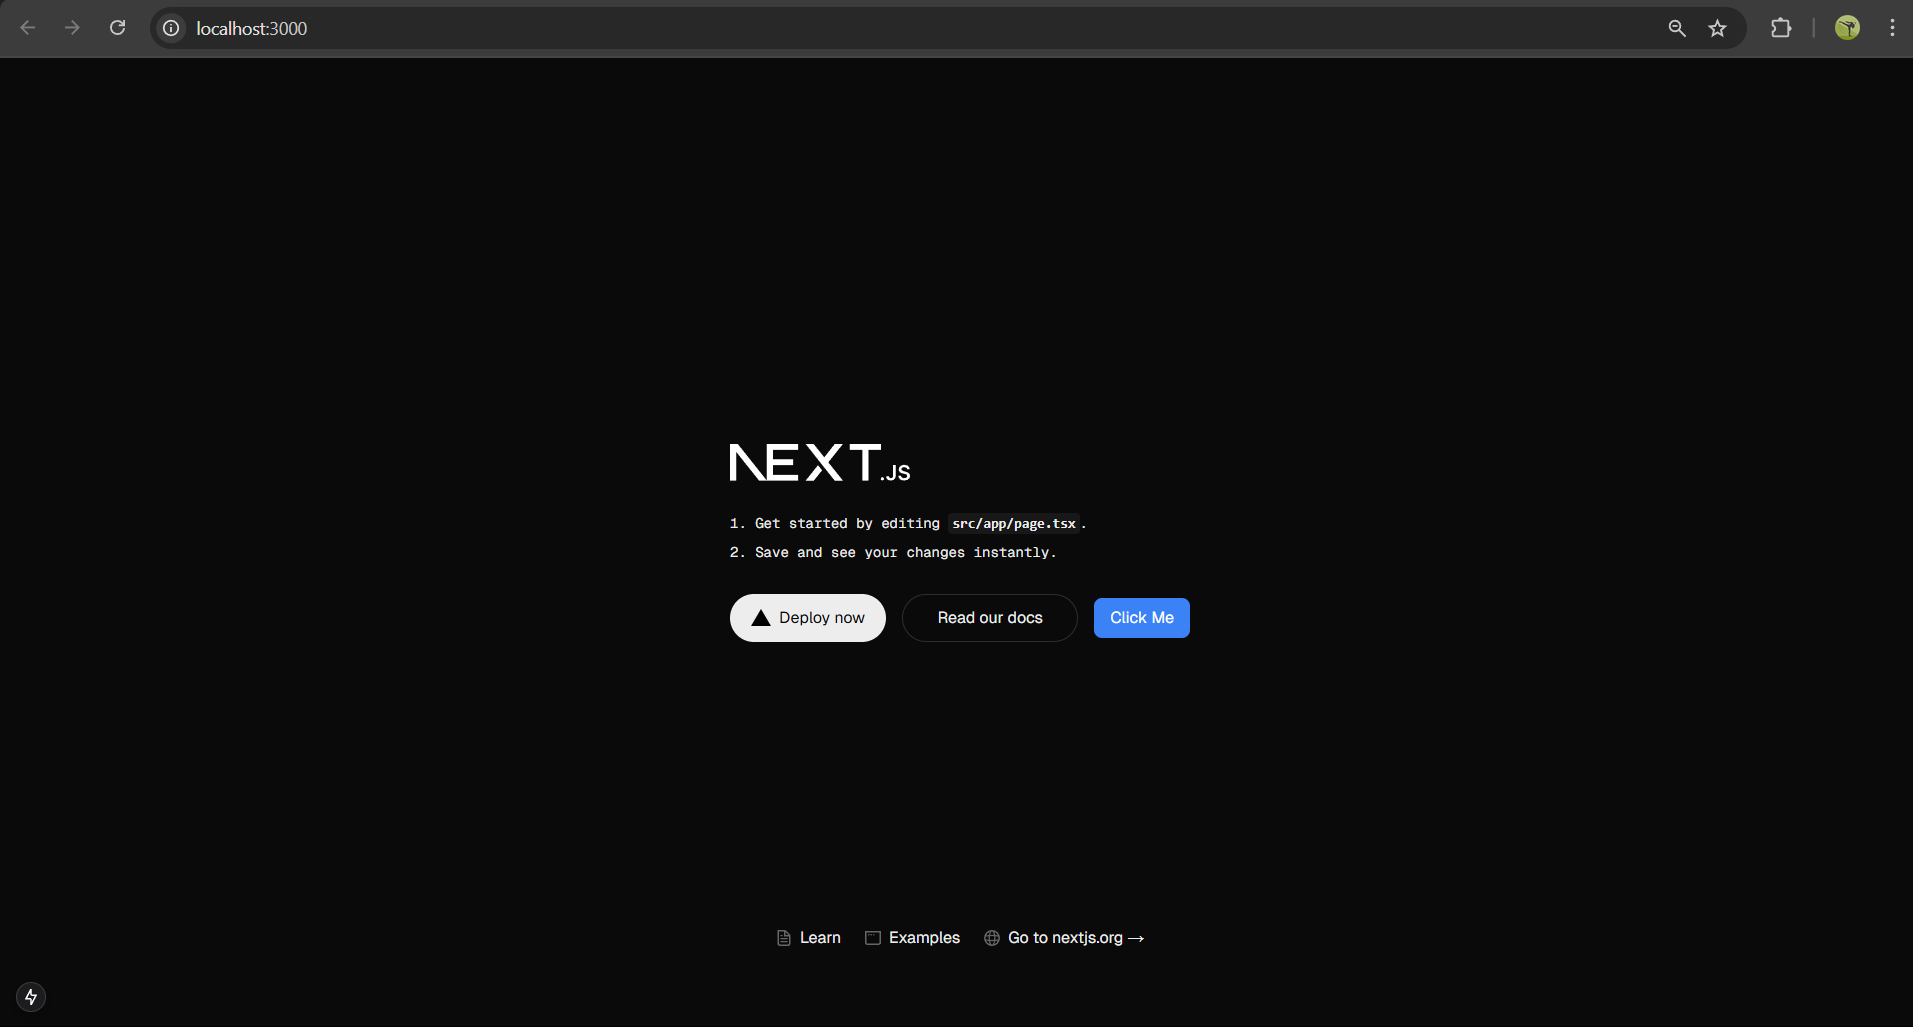 localhost:3000
NEXT.JS
1. Get started by editing src/app/page.tsx.
2. Save and see your changes instantly.
Deploy now Read our docs Click Me
Learn Examples Go to nextjs.org →